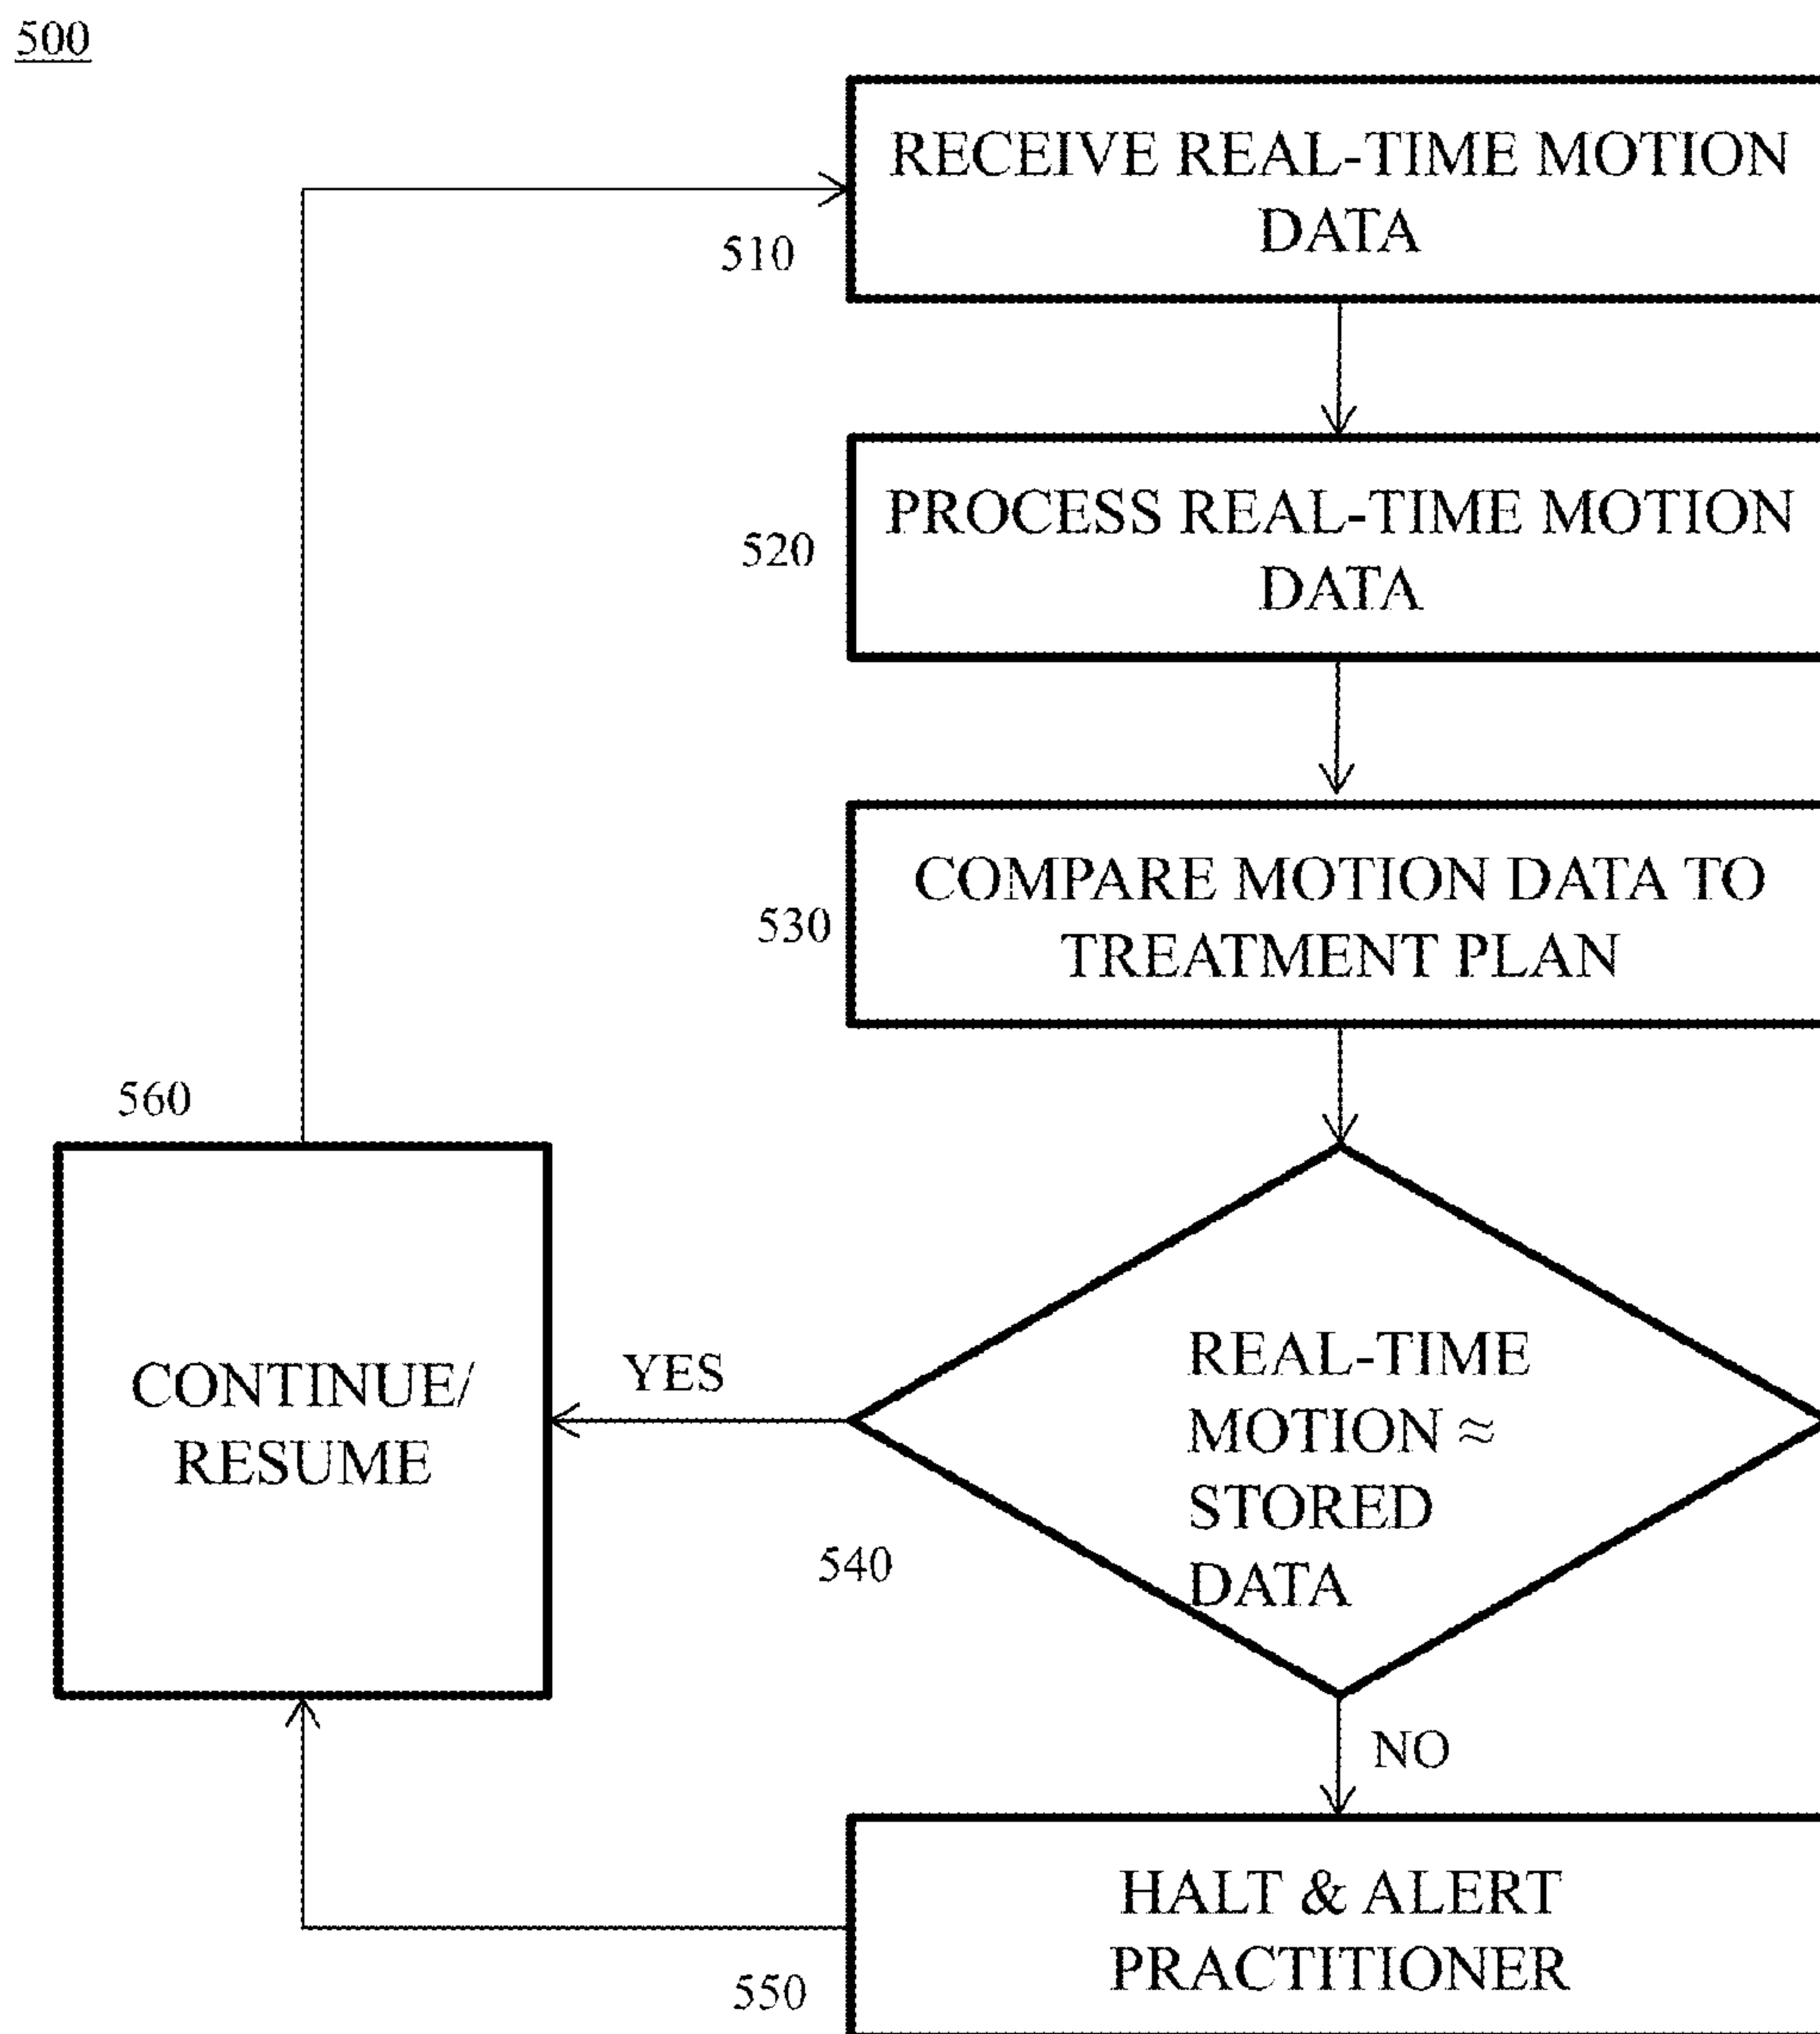 500
RECEIVE REAL-TIME MOTION
DATA
510
PROCESS REAL-TIME MOTION
DATA
520
COMPARE MOTION DATA TO
TREATMENT PLAN
530
560
CONTINUE/
RESUME
YES
REAL-TIME
MOTION ≈
STORED
DATA
540
NO
HALT & ALERT
PRACTITIONER
550